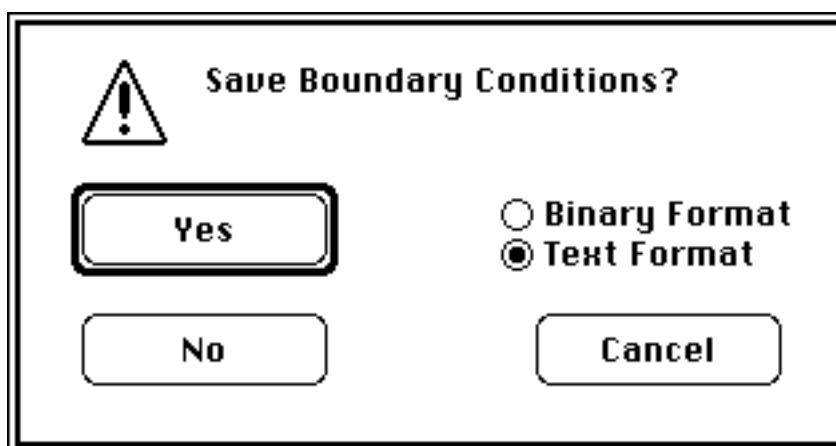 Save Boundary Conditions?
Yes
Binary Format
Text Format
No
Cancel